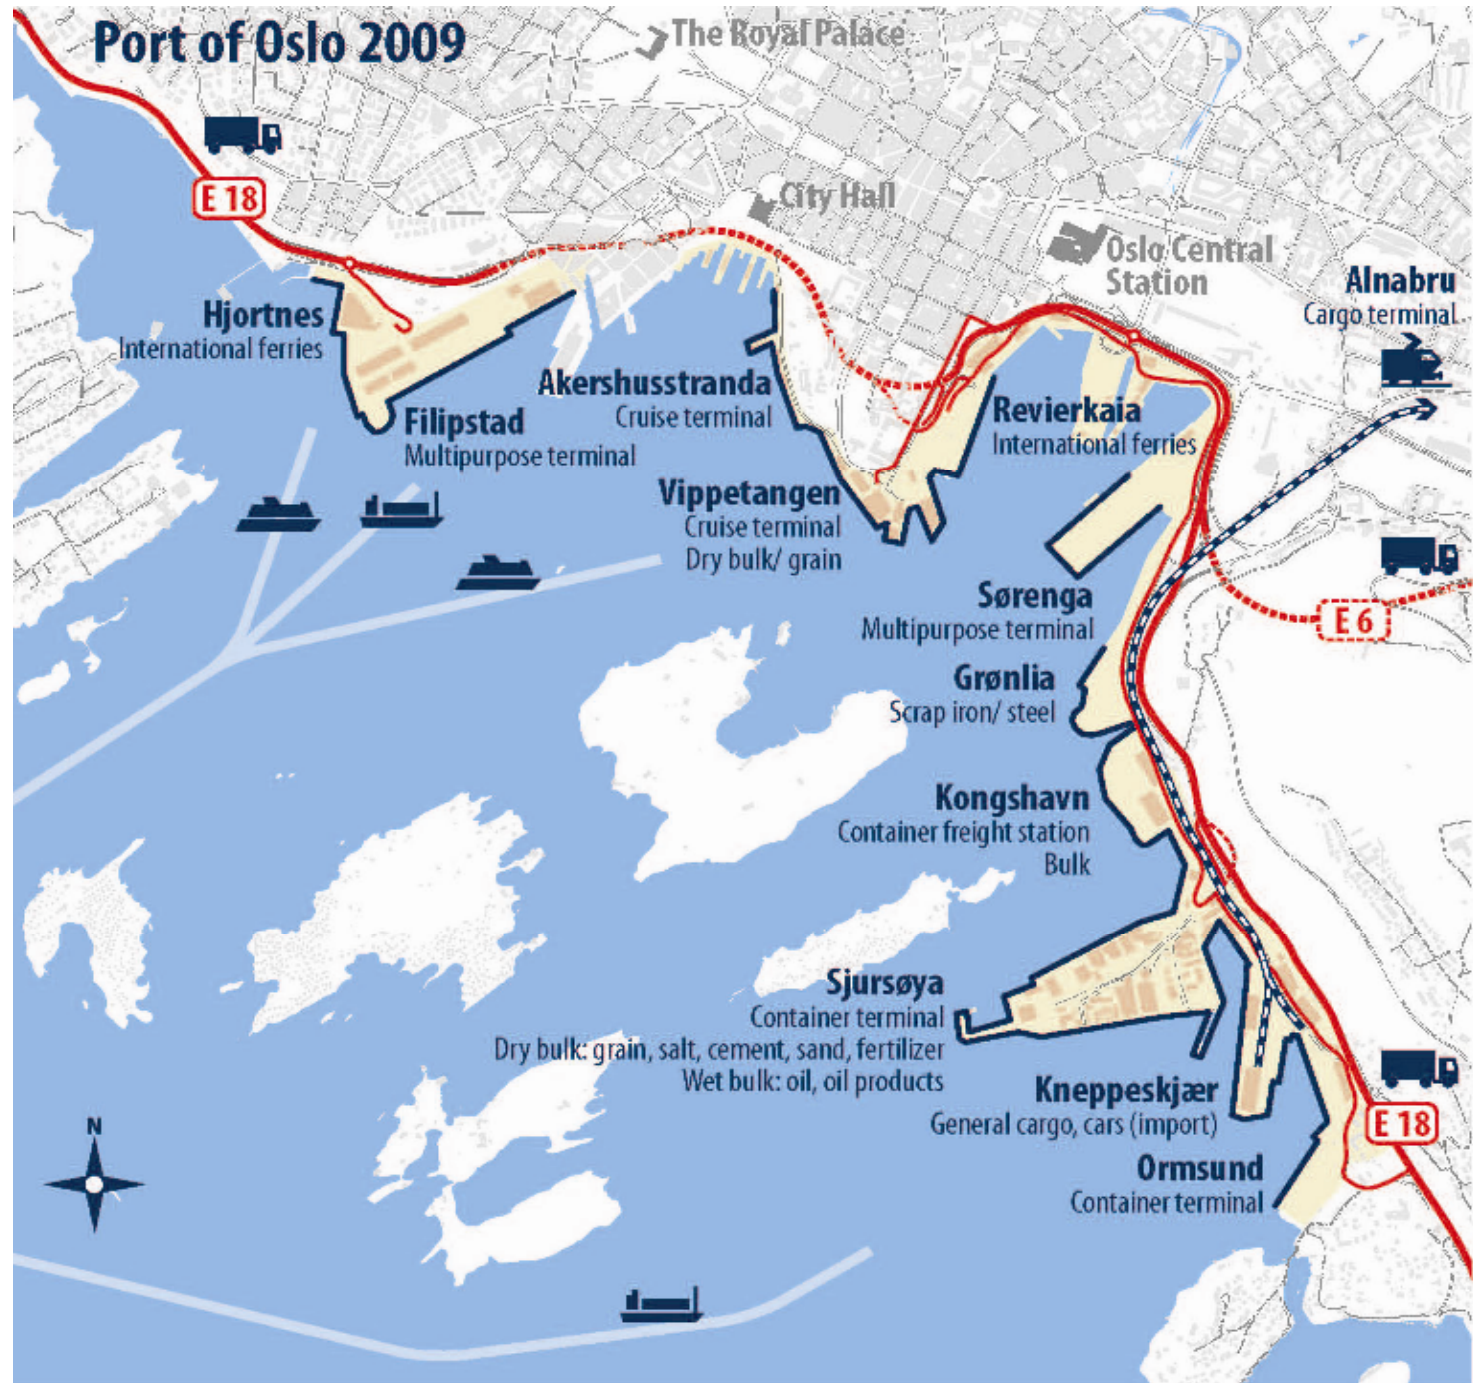 Port of Oslo 2009
The Royal Palace
E 18
City Hall
Oslo Central
Station
Alnabru
Cargo terminal
Hjortnes
International ferries
Akershusstranda
Cruise terminal
Filipstad
Multipurpose terminal
Revierkaia
International ferries
Vippetangen
Cruise terminal
Dry bulk/ grain
Sørenga
Multipurpose terminal
E 6
Grønlia
Scrap iron/ steel
Kongshavn
Container freight station
Bulk
Sjursøya
Container terminal
Dry bulk: grain, salt, cement, sand, fertilizer
Wet bulk: oil, oil products
Kneppeskjær
General cargo, cars (import)
E 18
N
Ormsund
Container terminal